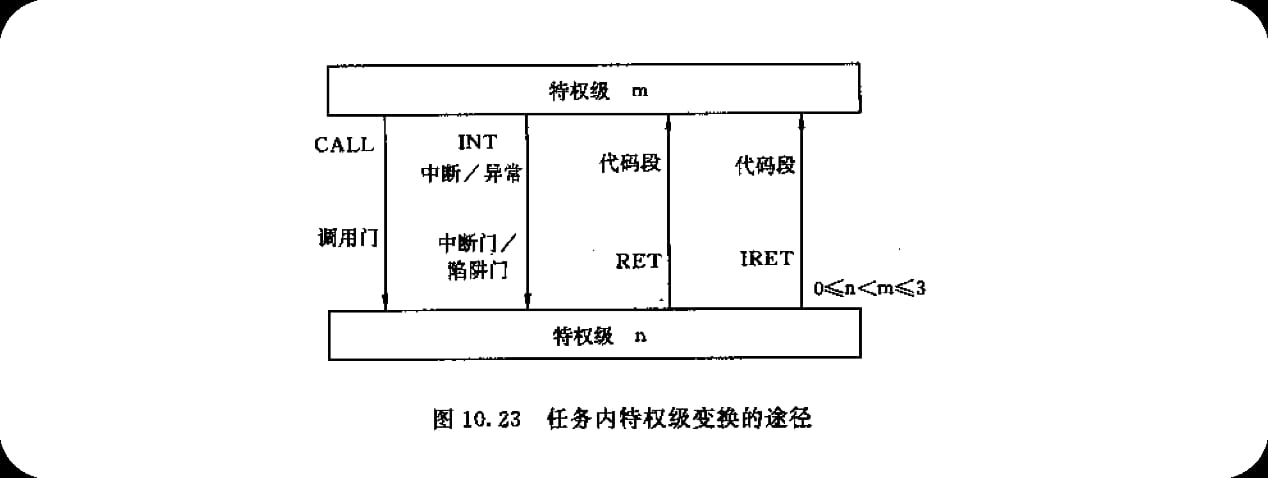 特权级 m
CALL
INT
中断／异常
代码段
代码段
调用门
中断门／
陷阱门
RET
IRET
0≤n<m≤3
特权级 n
图 10.23 任务内特权级变换的途径